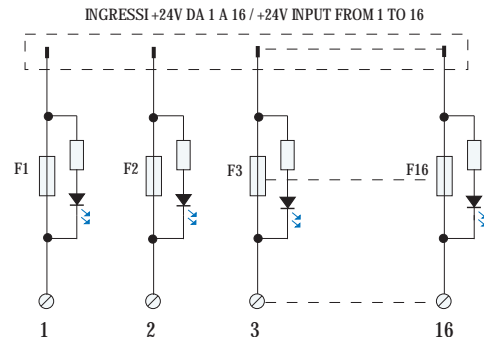 INGRESSI +24V DA 1 A 16 / +24V INPUT FROM 1 TO 16
F1 F2 F3 F16
1 2 3 16